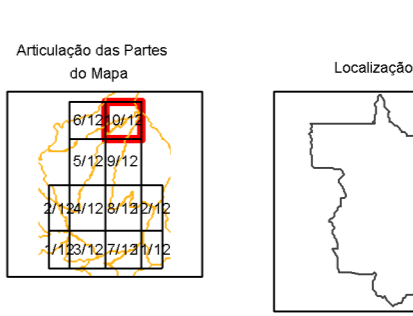 Articulação das Partes
do Mapa
Localização
6/12 10/12
5/12 9/12
2/12 4/12 8/12 12/12
1/12 3/12 7/12 11/12